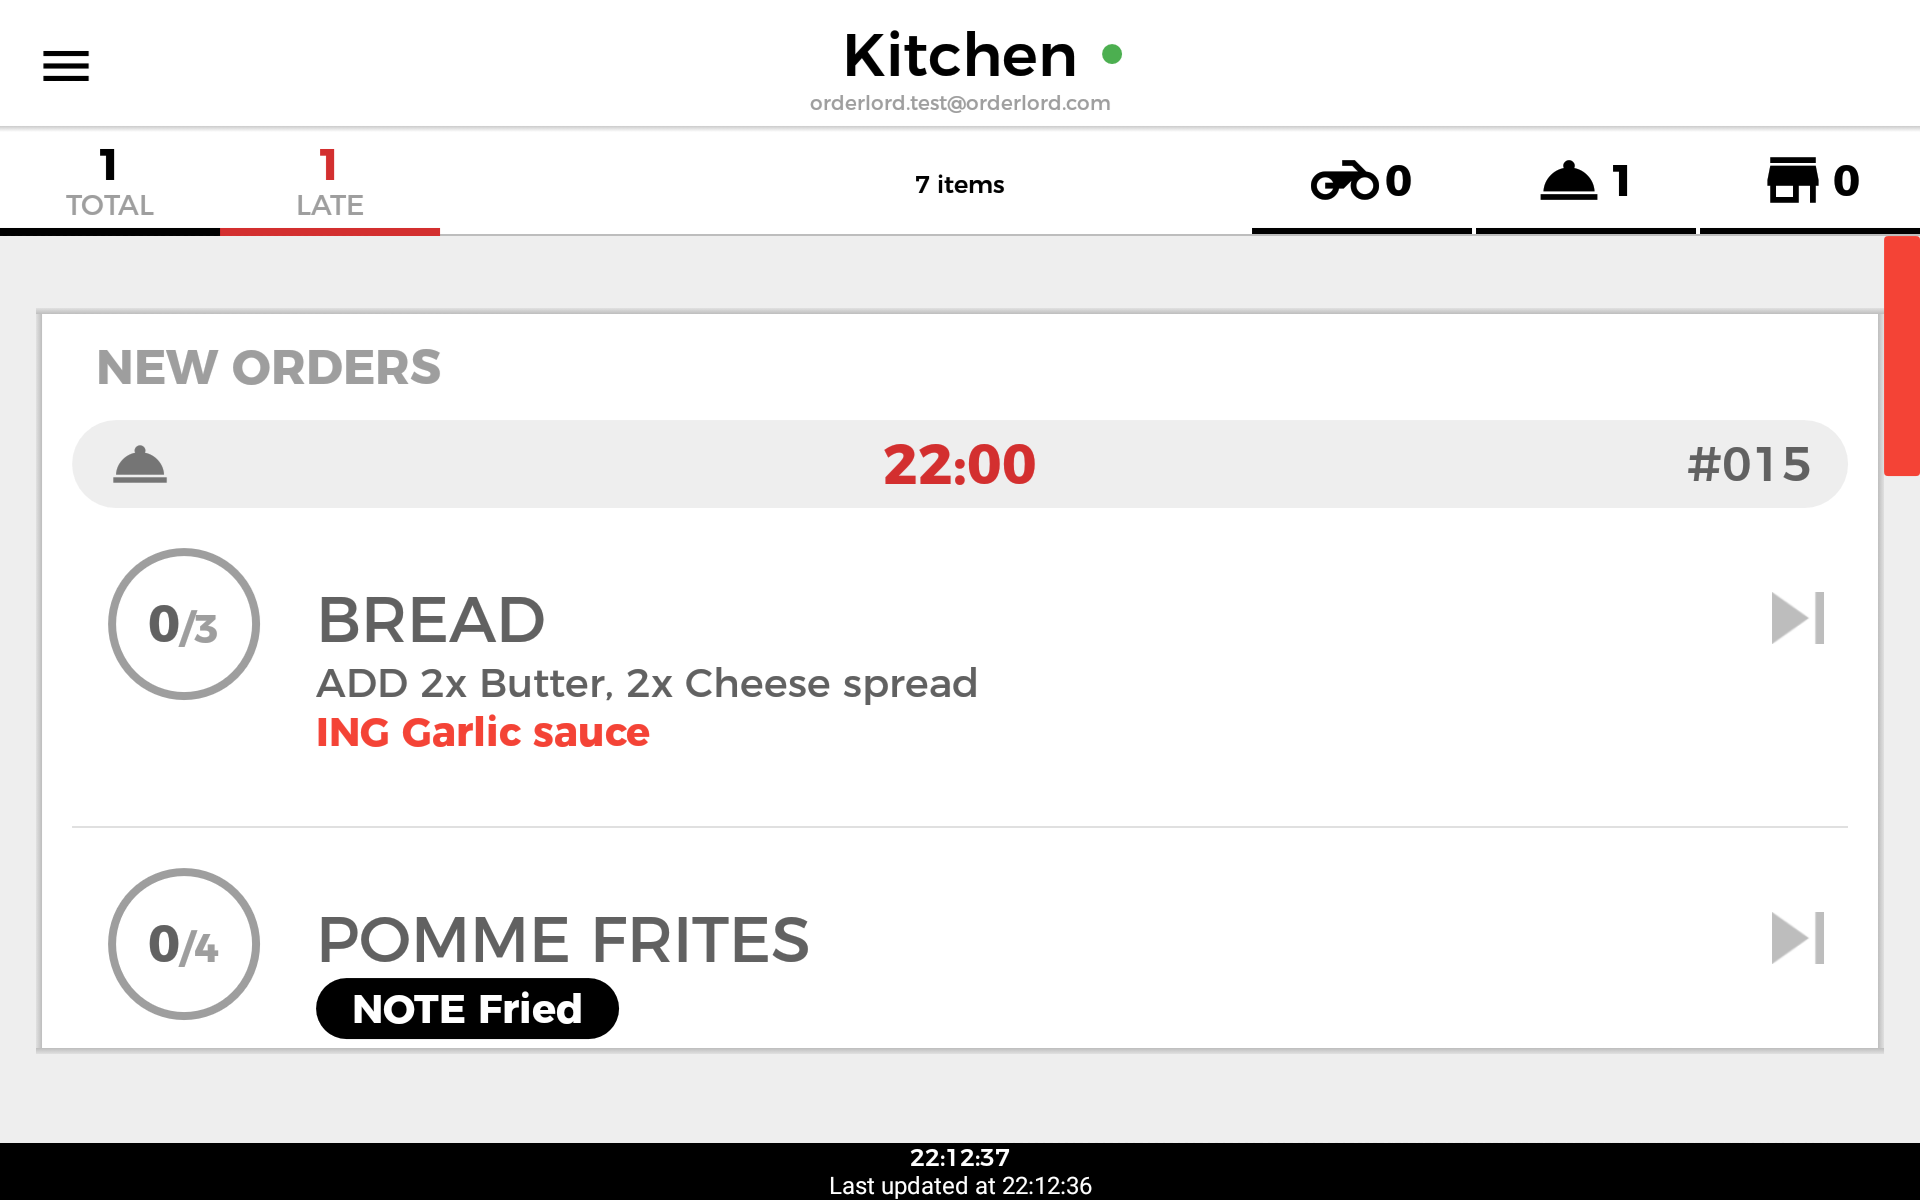 Kitchen
orderlord.test@orderlord.com
1
TOTAL
1
LATE
7 items
0
1
0
NEW ORDERS
22:00
#015
0/3
BREAD
ADD 2x Butter, 2x Cheese spread
ING Garlic sauce
0/4
POMME FRITES
NOTE Fried
22:12:37
Last updated at 22:12:36